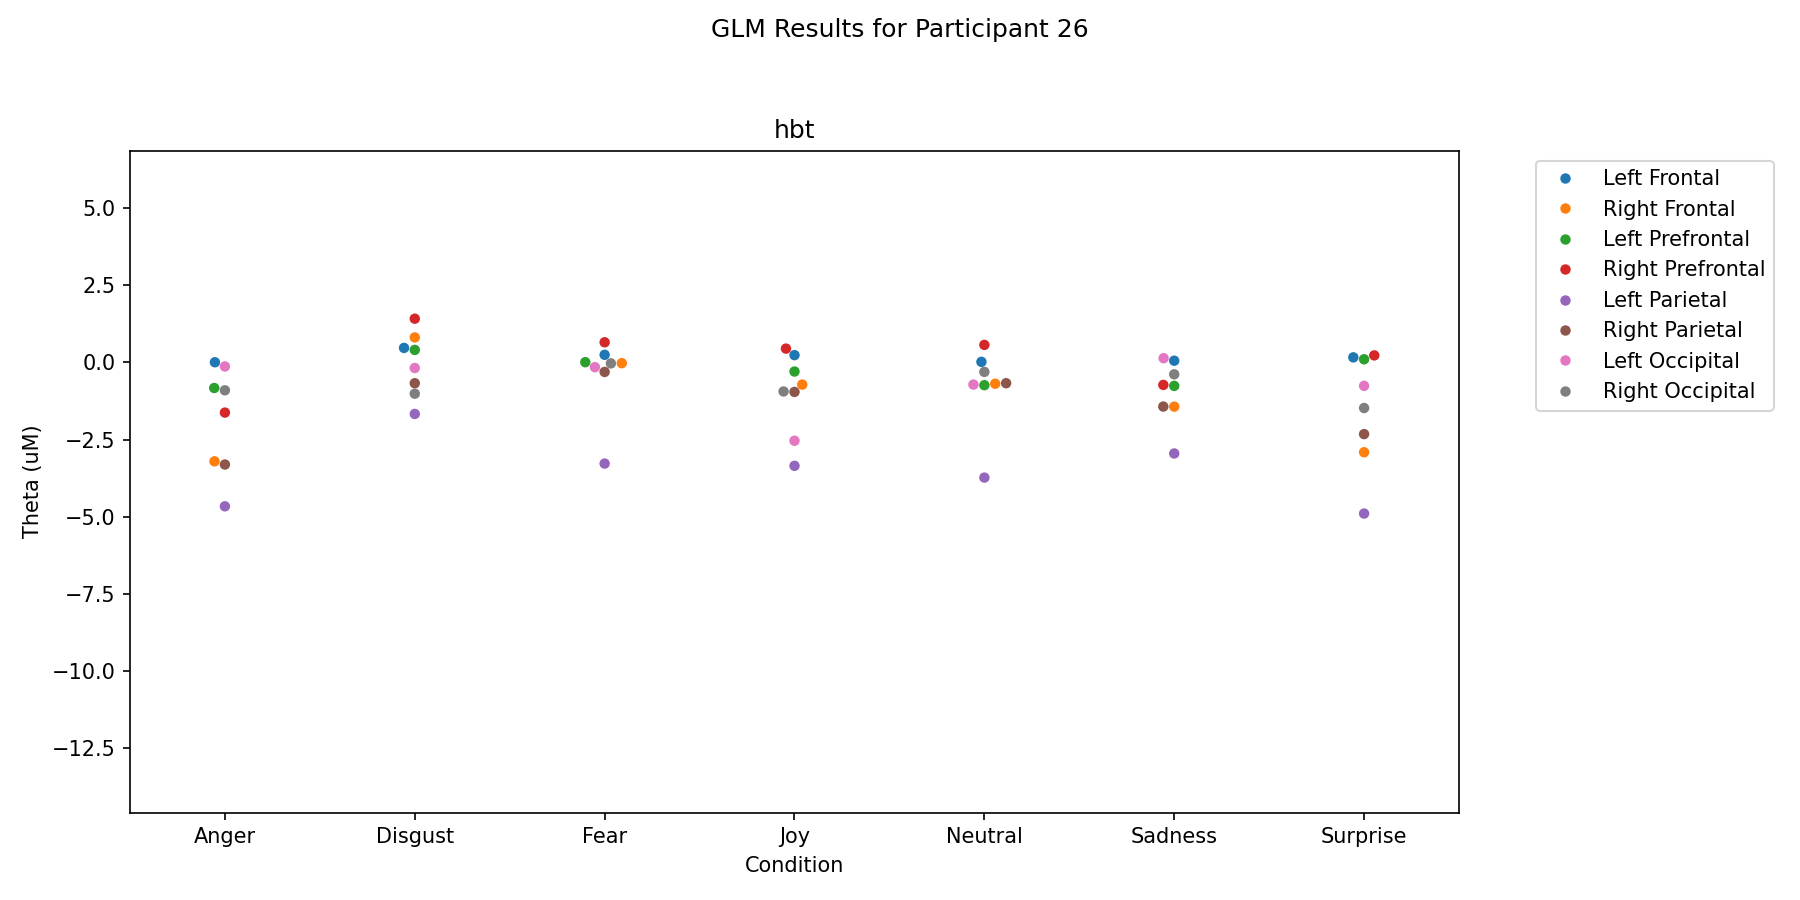 GLM Results for Participant 26
hbt
Theta (uM)
5.0
2.5
0.0
−2.5
−5.0
−7.5
−10.0
−12.5
Anger Disgust Fear Joy Neutral Sadness Surprise
Condition
Left Frontal
Right Frontal
Left Prefrontal
Right Prefrontal
Left Parietal
Right Parietal
Left Occipital
Right Occipital